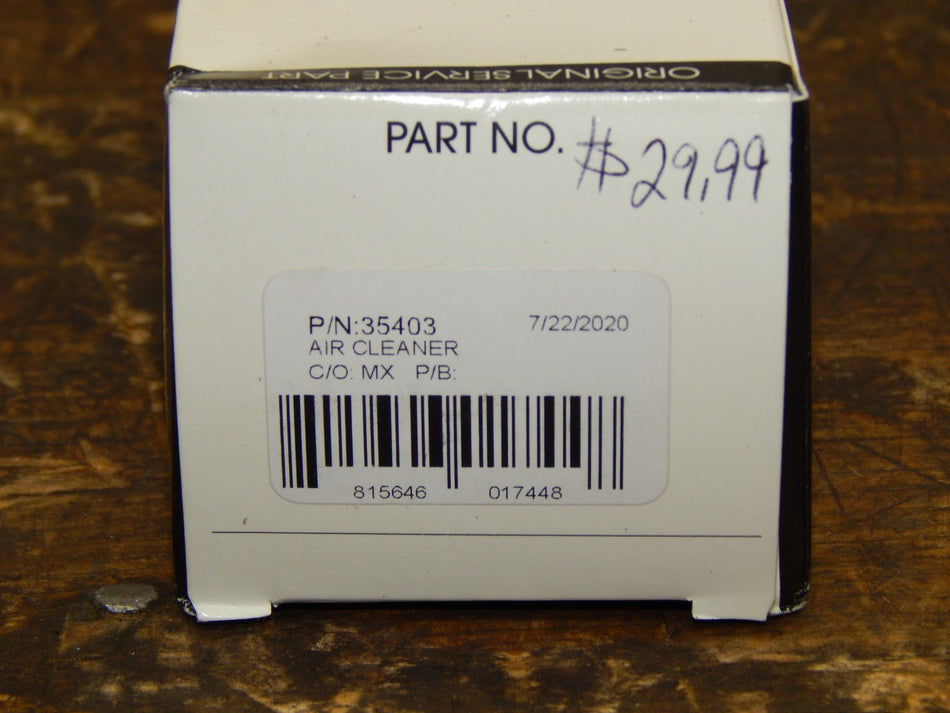 ORIGINAL SERVICE PART
PART NO. $29.99
P/N:35403 7/22/2020
AIR CLEANER
C/O: MX P/B:
815646 017448